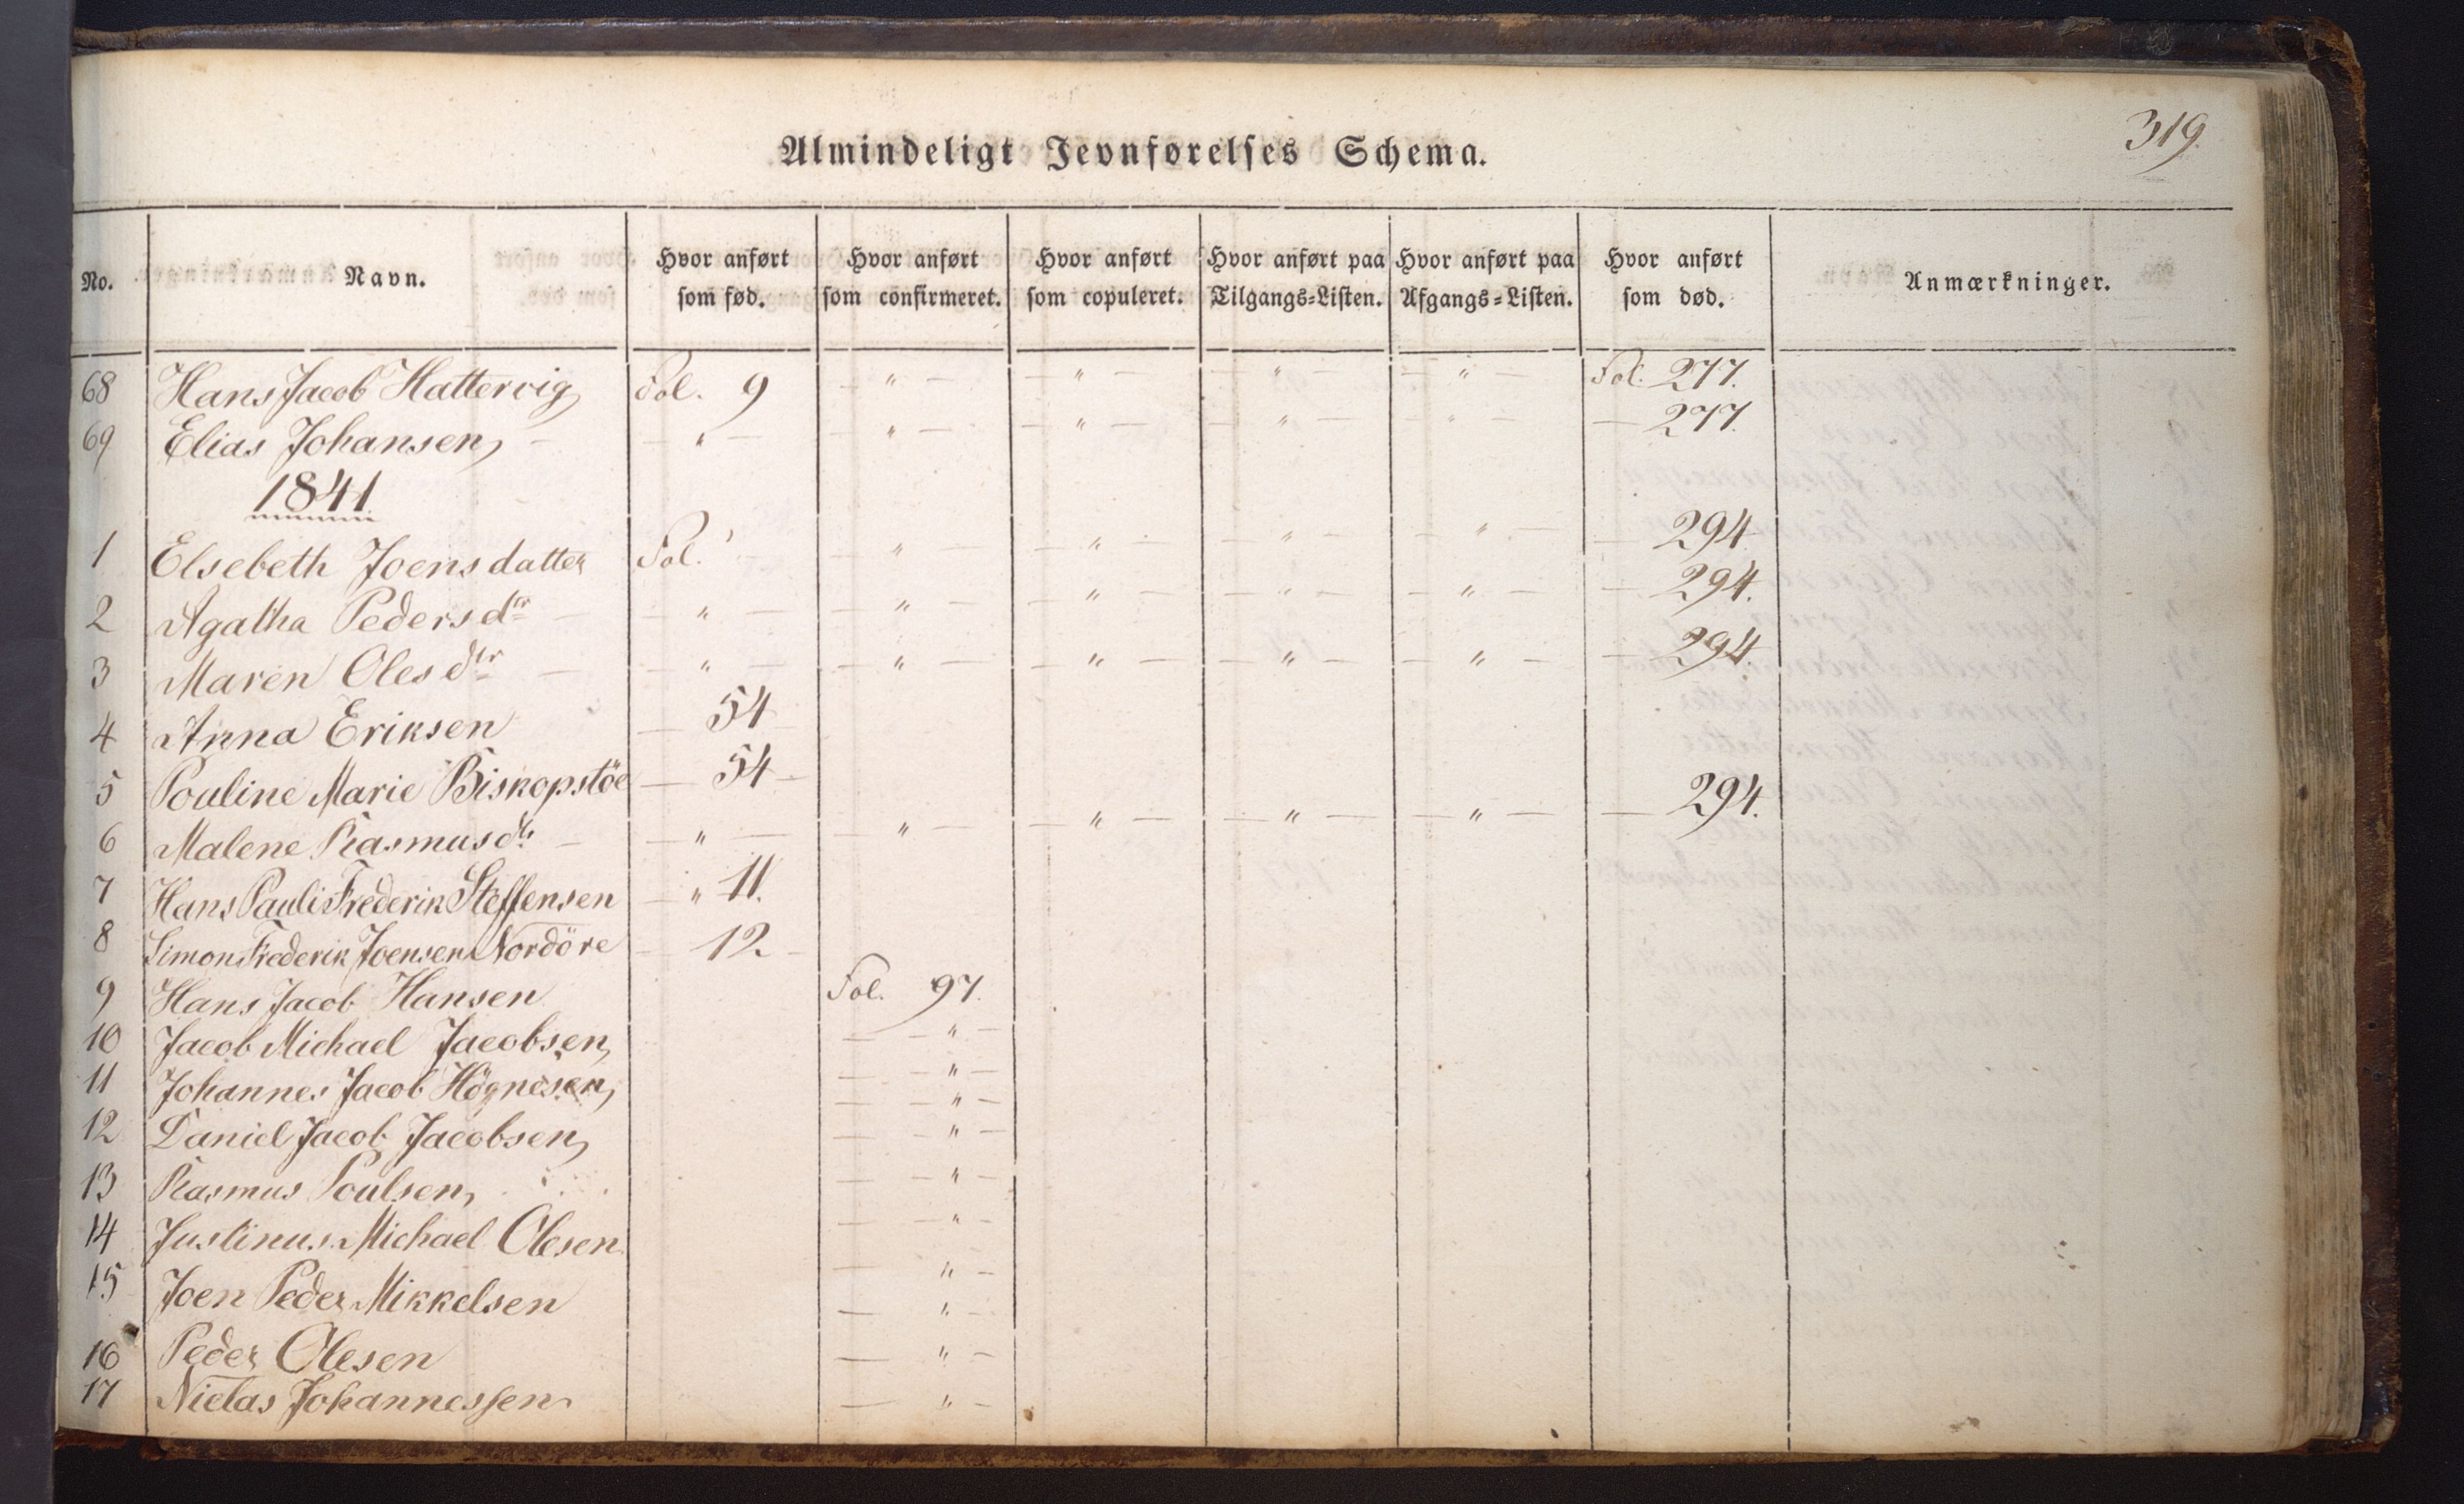 319.
Almindeligt Jevnførelses Schema.
No. Navn. Hvor anført som fød. Hvor anført som confirmeret. Hvor anført som copuleret. Hvor anført paa Tilgangs=Listen. Hvor anført paa Afgangs=Listen. Hvor anført som død. Anmærkninger.
68 Hans Jacob Hattervig Fol. 9 — " — — " — — " — — " — Fol. 277.
69 Elias Johansen, — — " — — " — — " — — " — — " — — 277.
1841.
1 Elsebeth Joensdatter Fol. ' — — " — — " — — " — — " — — 294
2 Agatha Pedersdtr — — " — — " — — " — — " — — " — — 294.
3 Maren Olesdtr — — " — — " — — " — — " — — " — — 294.
4 Anna Eriksen — 54
5 Pouline Marie Biskopstöe — 54 —
6 Malene Rasmusdtr — — " — — " — — " — — " — — " — — 294.
7 Hans Pauli Frederik Steffensen — " 11.
8 Simon Frederik Joensen Nordöre — 12 —
9 Hans Jacob Hansen Fol. 97.
10 Jacob Michael Jacobsen, — — " —
11 Johannes Jacob Högnesen, — — " —
12 Daniel Jacob Jacobsen, — — " —
13 Rasmus Poulsen, — — " —
14 Justinus Michael Olesen — — " —
15 Joen Peder Mikkelsen — " —
16 Peder Olesen — " —
17 Nielas Johannessen — " —